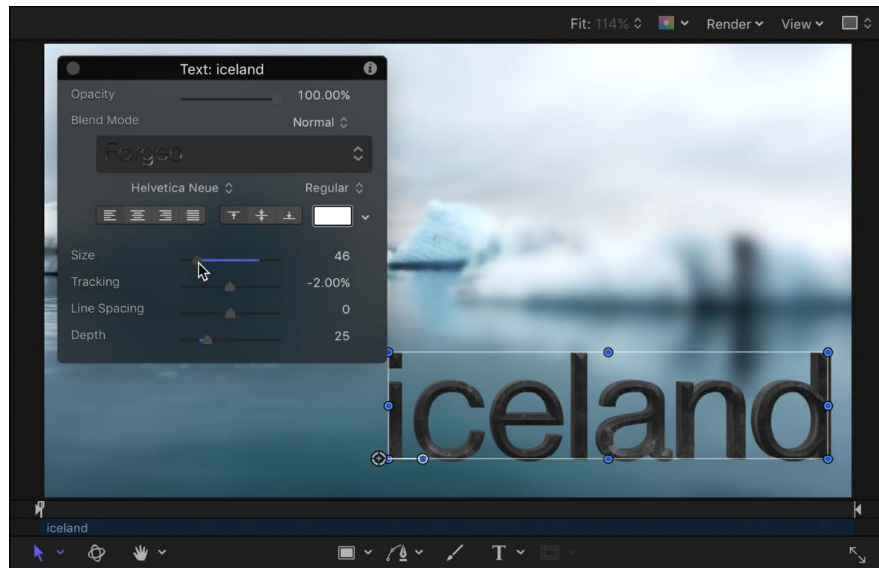 Fit: 114%
Render
View
Text: iceland
Opacity
100.00%
Blend Mode
Normal
Forged
Helvetica Neue
Regular
Size
46
Tracking
-2.00%
Line Spacing
0
Depth
25
iceland
iceland
T